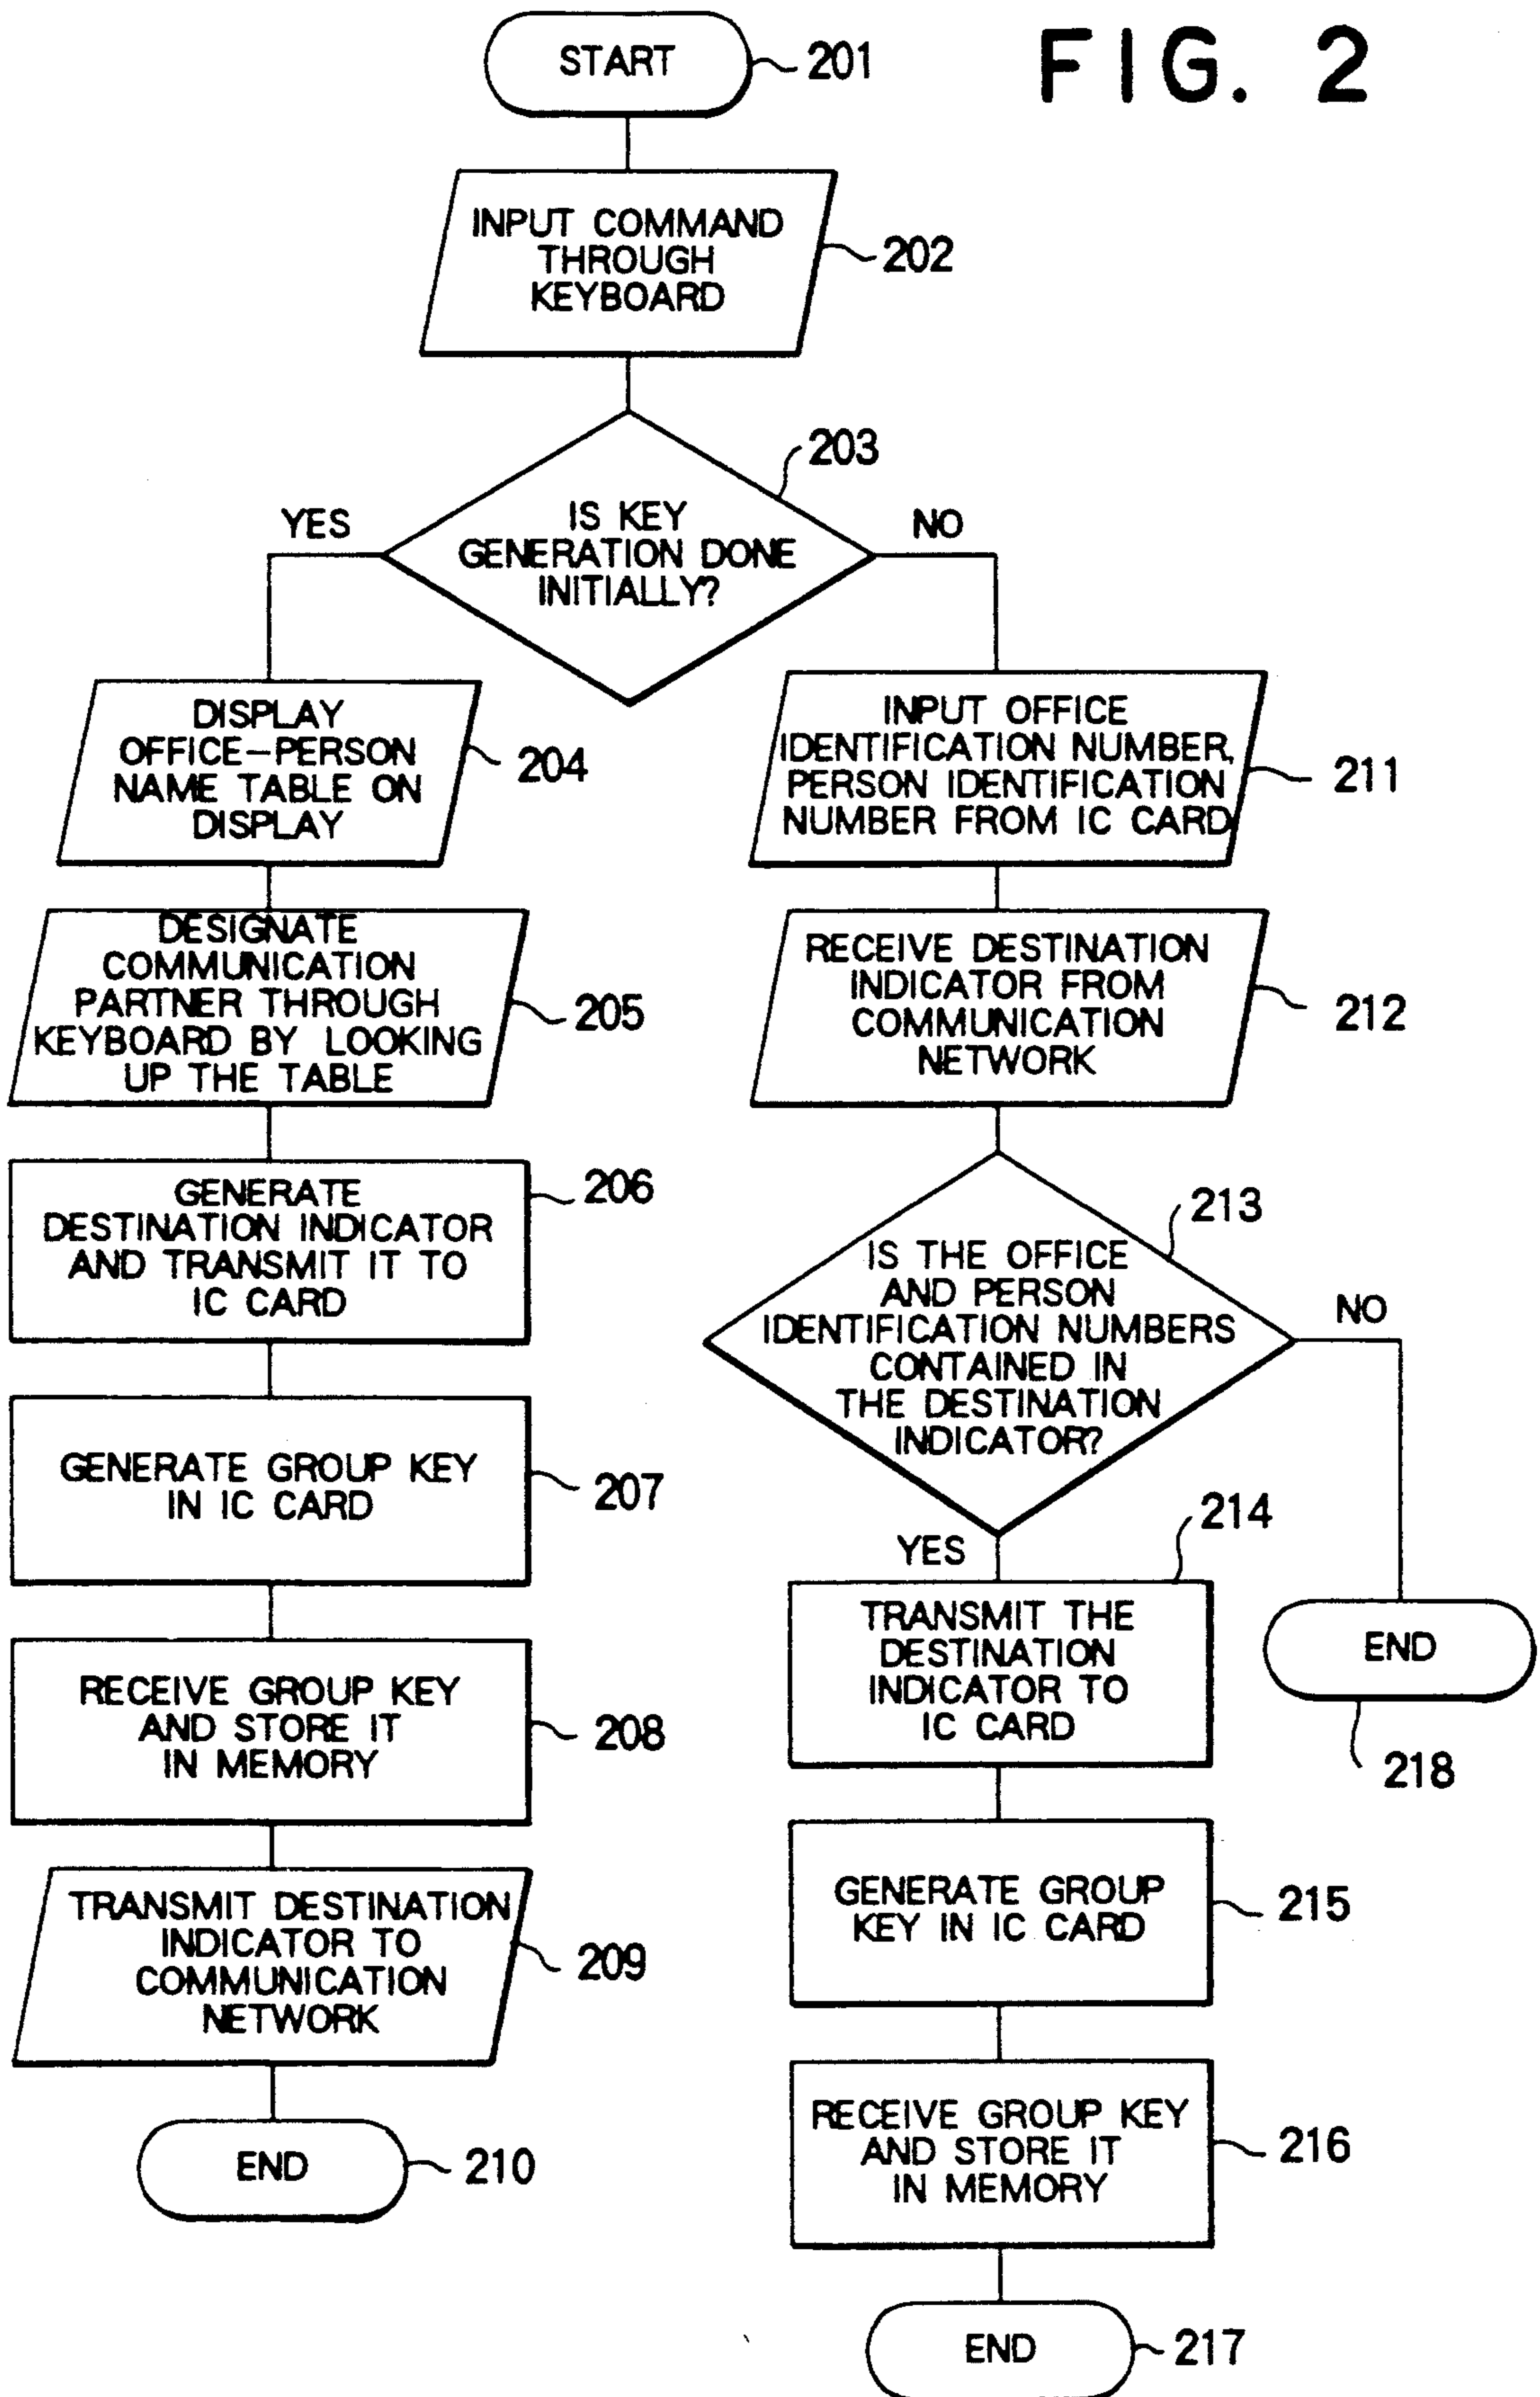 FIG. 2
START
201
INPUT COMMAND
THROUGH
KEYBOARD
202
203
IS KEY
GENERATION DONE
INITIALLY?
YES
NO
DISPLAY
OFFICE-PERSON
NAME TABLE ON
DISPLAY
204
DESIGNATE
COMMUNICATION
PARTNER THROUGH
KEYBOARD BY LOOKING
UP THE TABLE
205
GENERATE
DESTINATION INDICATOR
AND TRANSMIT IT TO
IC CARD
206
GENERATE GROUP KEY
IN IC CARD
207
RECEIVE GROUP KEY
AND STORE IT
IN MEMORY
208
TRANSMIT DESTINATION
INDICATOR TO
COMMUNICATION
NETWORK
209
END
210
INPUT OFFICE
IDENTIFICATION NUMBER,
PERSON IDENTIFICATION
NUMBER FROM IC CARD
211
RECEIVE DESTINATION
INDICATOR FROM
COMMUNICATION
NETWORK
212
213
IS THE OFFICE
AND PERSON
IDENTIFICATION NUMBERS
CONTAINED IN
THE DESTINATION
INDICATOR?
NO
YES
214
TRANSMIT THE
DESTINATION
INDICATOR TO
IC CARD
END
218
GENERATE GROUP
KEY IN IC CARD
215
RECEIVE GROUP KEY
AND STORE IT
IN MEMORY
216
END
217